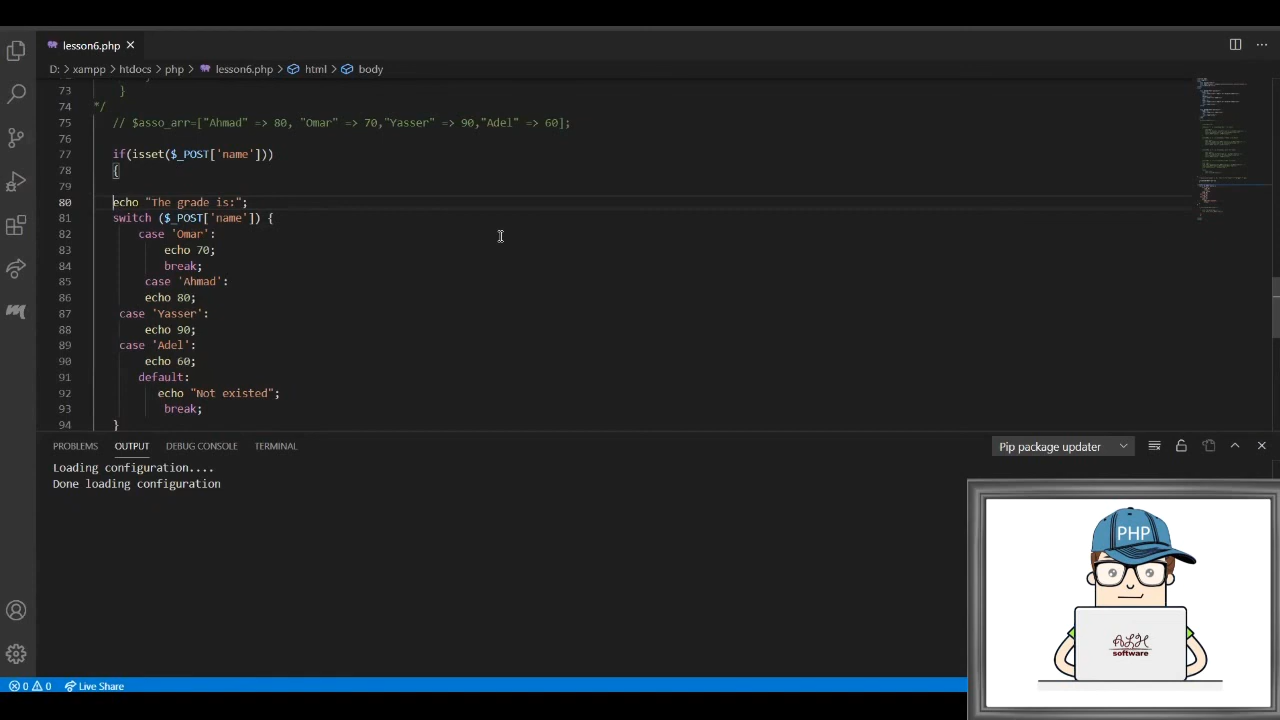 lesson6.php
D: > xampp > htdocs > php > lesson6.php > html > body
73 }
74 */
75 // $asso_arr=["Ahmad" => 80, "Omar" => 70,"Yasser" => 90,"Adel" => 60];
76
77 if(isset($_POST['name']))
78 {
79
80 echo "The grade is:";
81 switch ($_POST['name']) {
82 case 'Omar':
83 echo 70;
84 break;
85 case 'Ahmad':
86 echo 80;
87 case 'Yasser':
88 echo 90;
89 case 'Adel':
90 echo 60;
91 default:
92 echo "Not existed";
93 break;
94 }
PROBLEMS OUTPUT DEBUG CONSOLE TERMINAL Pip package updater
Loading configuration....
Done loading configuration
PHP
ALH
software
0 0 Live Share